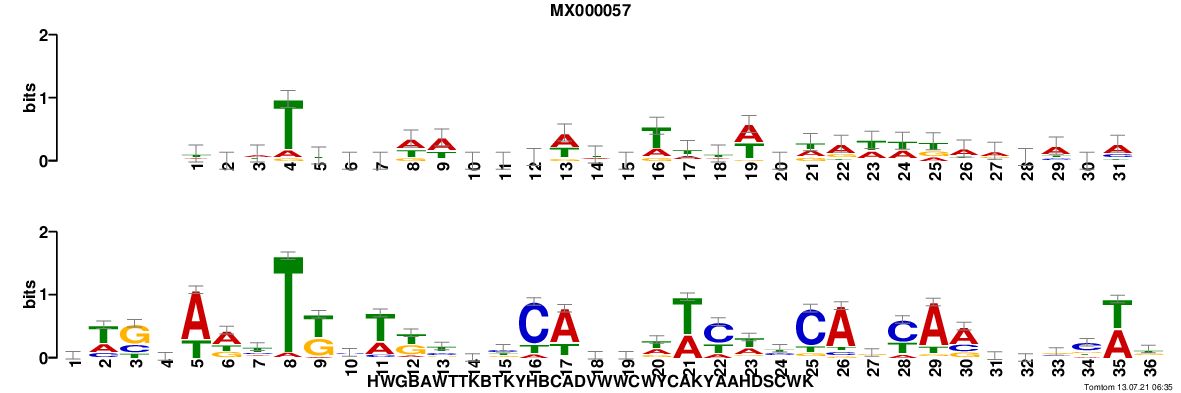 MX000057
2
1
0
bits
1 2 3 4 5 6 7 8 9 10 11 12 13 14 15 16 17 18 19 20 21 22 23 24 25 26 27 28 29 30 31
2
1
0
bits
1 2 3 4 5 6 7 8 9 10 11 12 13 14 15 16 17 18 19 20 21 22 23 24 25 26 27 28 29 30 31 32 33 34 35 36
HWGBAWTTKBTKYHBCADVWWCWYCAKYAAHDSCWK
Tomtom 13.07.21 06:35